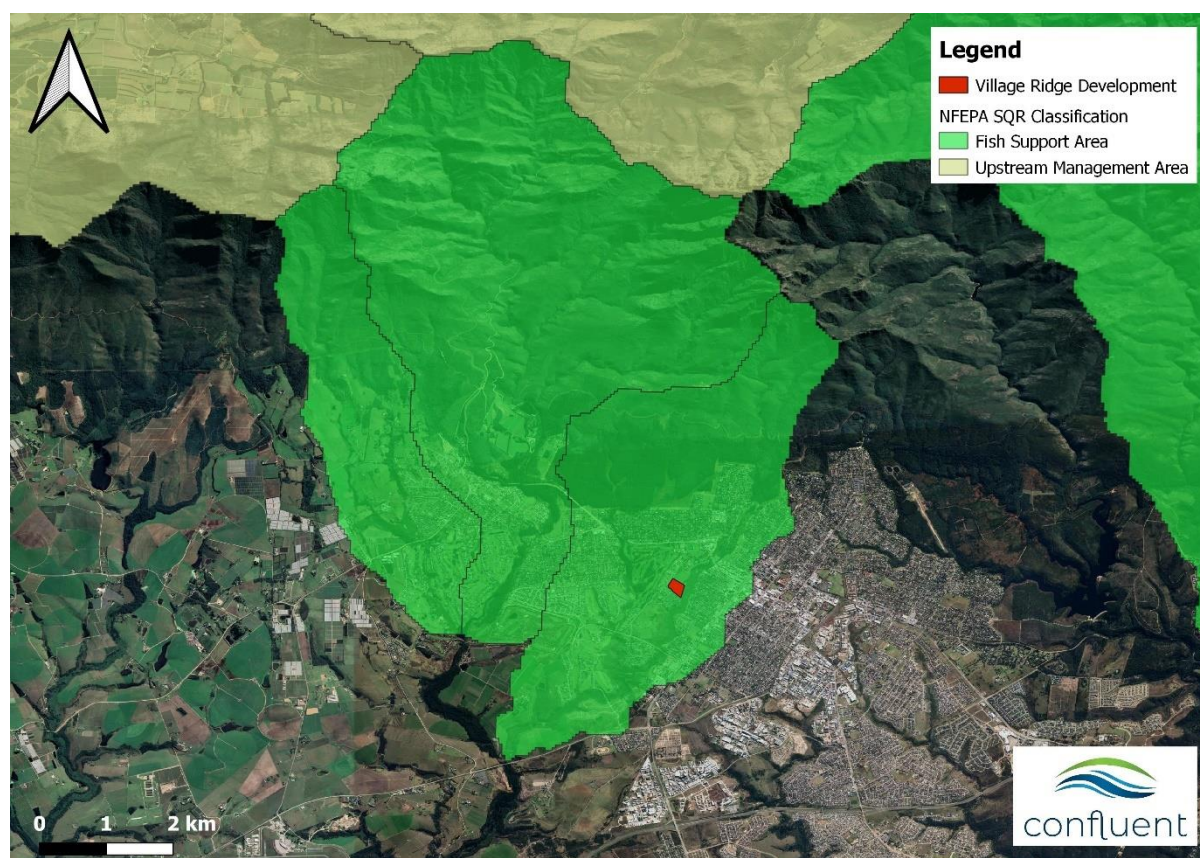 Legend
Village Ridge Development
NFEPA SQR Classification
Fish Support Area
Upstream Management Area
0 1 2 km
confluent